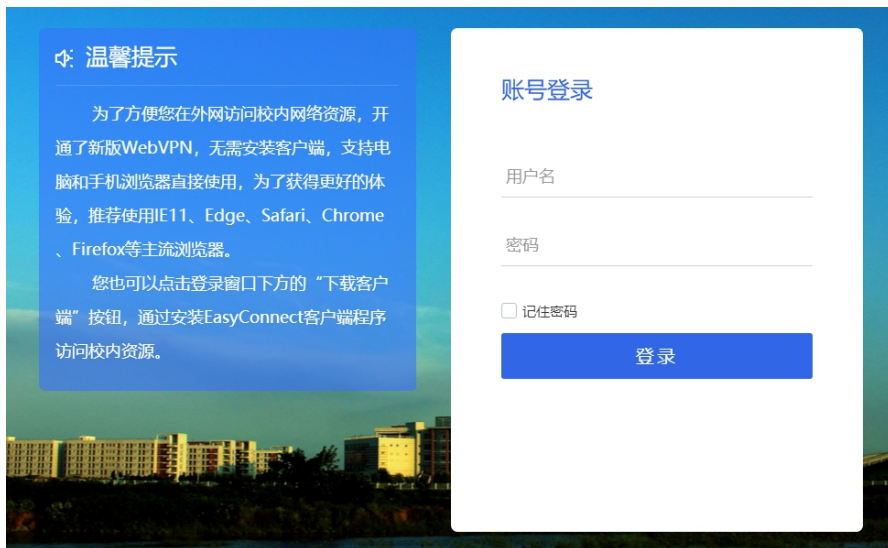 温馨提示
为了方便您在外网访问校内网络资源，开
通了新版WebVPN，无需安装客户端，支持电
脑和手机浏览器直接使用，为了获得更好的体
验，推荐使用IE11、Edge、Safari、Chrome
、Firefox等主流浏览器。
您也可以点击登录窗口下方的“下载客户
端”按钮，通过安装EasyConnect客户端程序
访问校内资源。
账号登录
用户名
密码
记住密码
登录